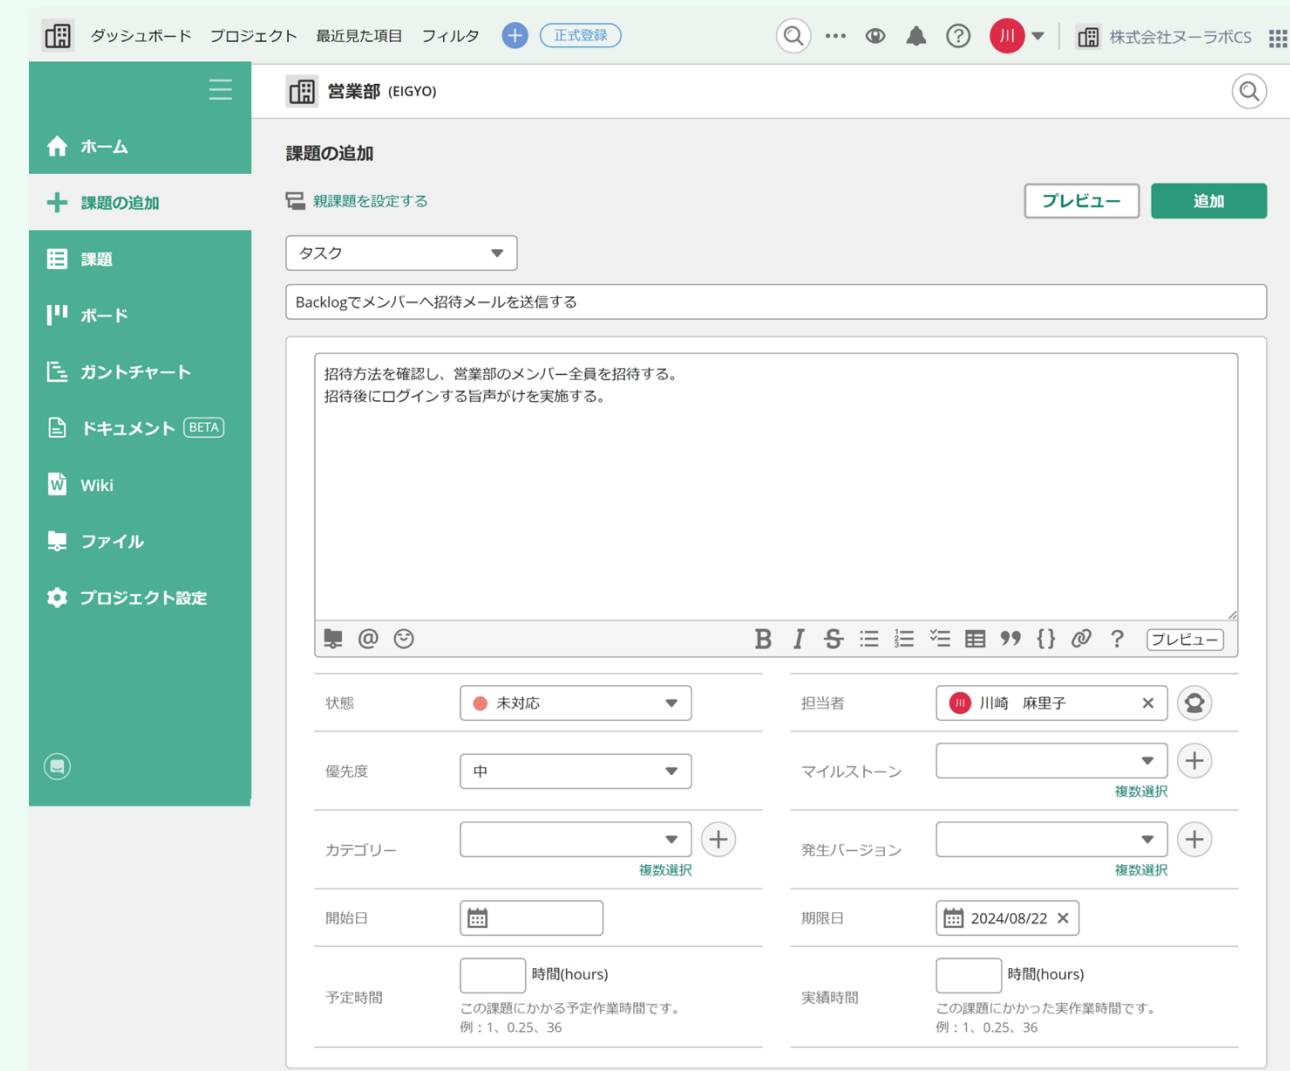 ダッシュボード プロジェクト 最近見た項目 フィルタ 正式登録 川 株式会社ヌーラボCS
営業部 (EIGYO)
ホーム
課題の追加
課題
ボード
ガントチャート
ドキュメント BETA
Wiki
ファイル
プロジェクト設定
課題の追加
親課題を設定する
プレビュー 追加
タスク
Backlogでメンバーへ招待メールを送信する
招待方法を確認し、営業部のメンバー全員を招待する。
招待後にログインする旨声がけを実施する。
プレビュー
状態 未対応
担当者 川 川崎 麻里子
優先度 中
マイルストーン
複数選択
カテゴリー
複数選択
発生バージョン
複数選択
開始日
期限日 2024/08/22
予定時間 時間(hours)
この課題にかかる予定作業時間です。
例：1、0.25、36
実績時間 時間(hours)
この課題にかかった実作業時間です。
例：1、0.25、36